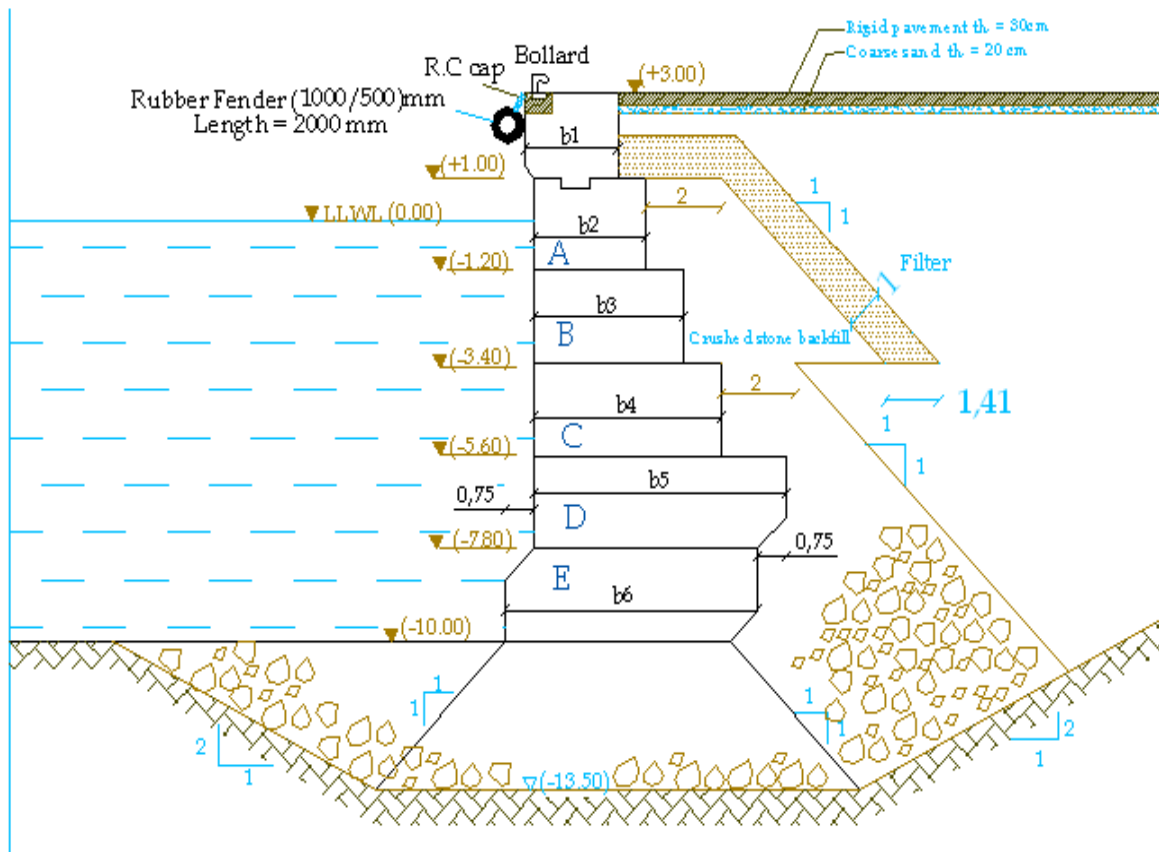 Rigid pavement th. = 30cm
Coarse sand th. = 20 cm
Bollard
R.C cap
(+3.00)
Rubber Fender (1000/500)mm
Length = 2000 mm
b1
(+1.00)
2
1
1
LLWL (0.00)
b2
A
(-1.20)
Filter
1
b3
B
Crushed stone backfill
(-3.40)
2
1,41
b4
C
1
1
(-5.60)
b5
0,75
D
(-7.80)
0,75
E
b6
(-10.00)
1
1
1
1
2
1
2
1
(-13.50)